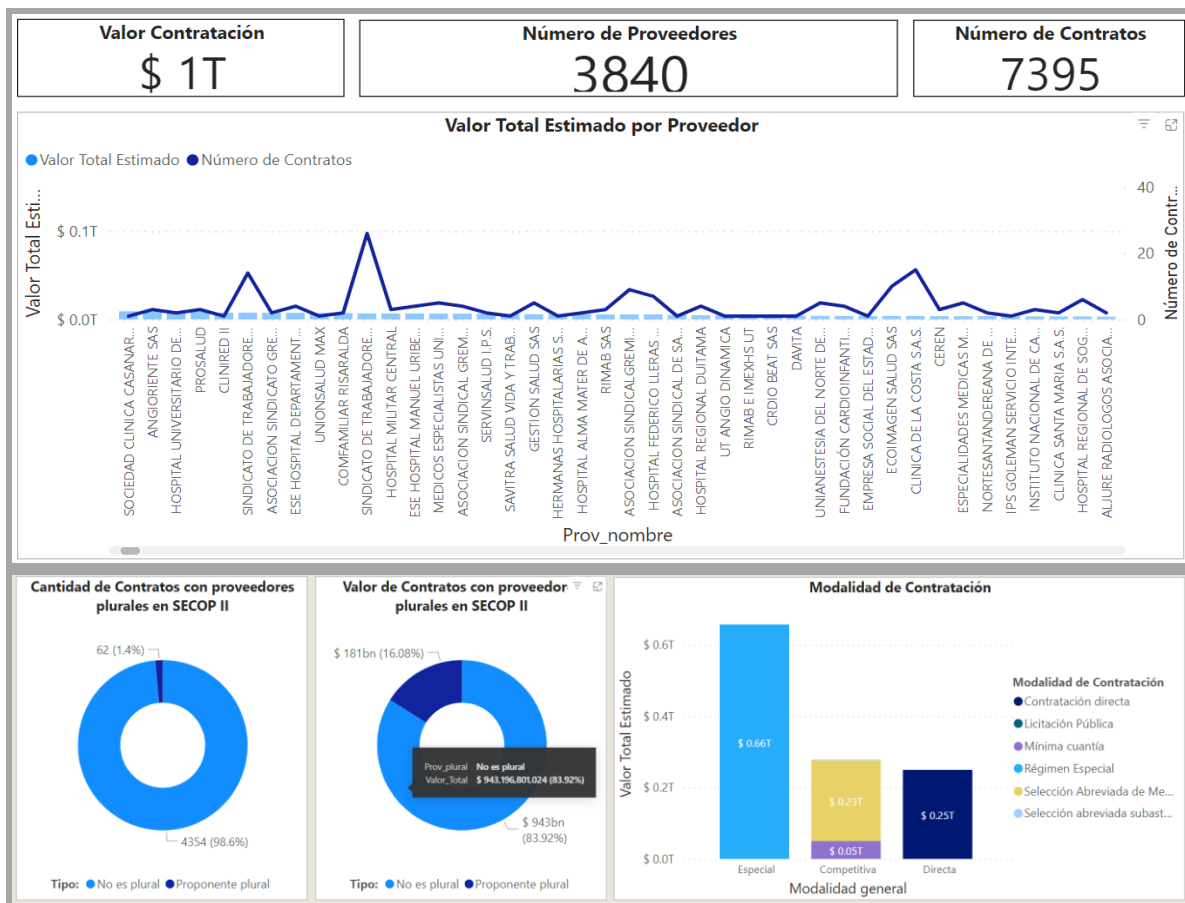 Valor Contratación
$ 1T
Número de Proveedores
3840
Número de Contratos
7395
Valor Total Estimado por Proveedor
Valor Total Estimado
Número de Contratos
Valor Total Esti...
$ 0.1T
$ 0.0T
40
20
0
Número de Contr...
SOCIEDAD CLINICA CASANAR...
ANGIORIENTE SAS
HOSPITAL UNIVERSITARIO DE...
PROSALUD
CLINIRED II
SINDICATO DE TRABAJADORE...
ASOCIACION SINDICATO GRE...
ESE HOSPITAL DEPARTAMENT...
UNIONSALUD MAX
COMFAMILIAR RISARALDA
SINDICATO DE TRABAJADORE...
HOSPITAL MILITAR CENTRAL
ESE HOSPITAL MANUEL URIBE...
MEDICOS ESPECIALISTAS UNI...
ASOCIACION SINDICAL GREM...
SERVINSALUD I.P.S.
SAVITRA SALUD VIDA Y TRAB...
GESTION SALUD SAS
HERMANAS HOSPITALARIAS S...
HOSPITAL ALMA MATER DE A...
RIMAB SAS
ASOCIACION SINDICALGREMI...
HOSPITAL FEDERICO LLERAS ...
ASOCIACION SINDICAL DE SA...
HOSPITAL REGIONAL DUITAMA
UT ANGIO DINAMICA
RIMAB E IMEXHS UT
CRDIO BEAT SAS
DAVITA
UNIANESTESIA DEL NORTE DE...
FUNDACIÓN CARDIOINFANTI...
EMPRESA SOCIAL DEL ESTAD...
ECOIMAGEN SALUD SAS
CLINICA DE LA COSTA S.A.S.
CEREN
ESPECIALIDADES MEDICAS M...
NORTESANTANDEREANA DE ...
IPS GOLEMAN SERVICIO INTE...
INSTITUTO NACIONAL DE CA...
CLINICA SANTA MARIA S.A.S.
HOSPITAL REGIONAL DE SOG...
ALJURE RADIOLOGOS ASOCIA...
Prov_nombre
Cantidad de Contratos con proveedores
plurales en SECOP II
62 (1.4%)
4354 (98.6%)
Tipo: No es plural Proponente plural
Valor de Contratos con proveedor
plurales en SECOP II
$ 181bn (16.08%)
Prov_plural No es plural
Valor_Total $ 943,196,801,024 (83.92%)
$ 943bn
(83.92%)
Tipo: No es plural Proponente plural
Modalidad de Contratación
Valor Total Estimado
$ 0.6T
$ 0.4T
$ 0.2T
$ 0.0T
$ 0.66T
$ 0.23T
$ 0.05T
$ 0.25T
Especial
Competitiva
Directa
Modalidad general
Modalidad de Contratación
Contratación directa
Licitación Pública
Mínima cuantía
Régimen Especial
Selección Abreviada de Me...
Selección abreviada subast...